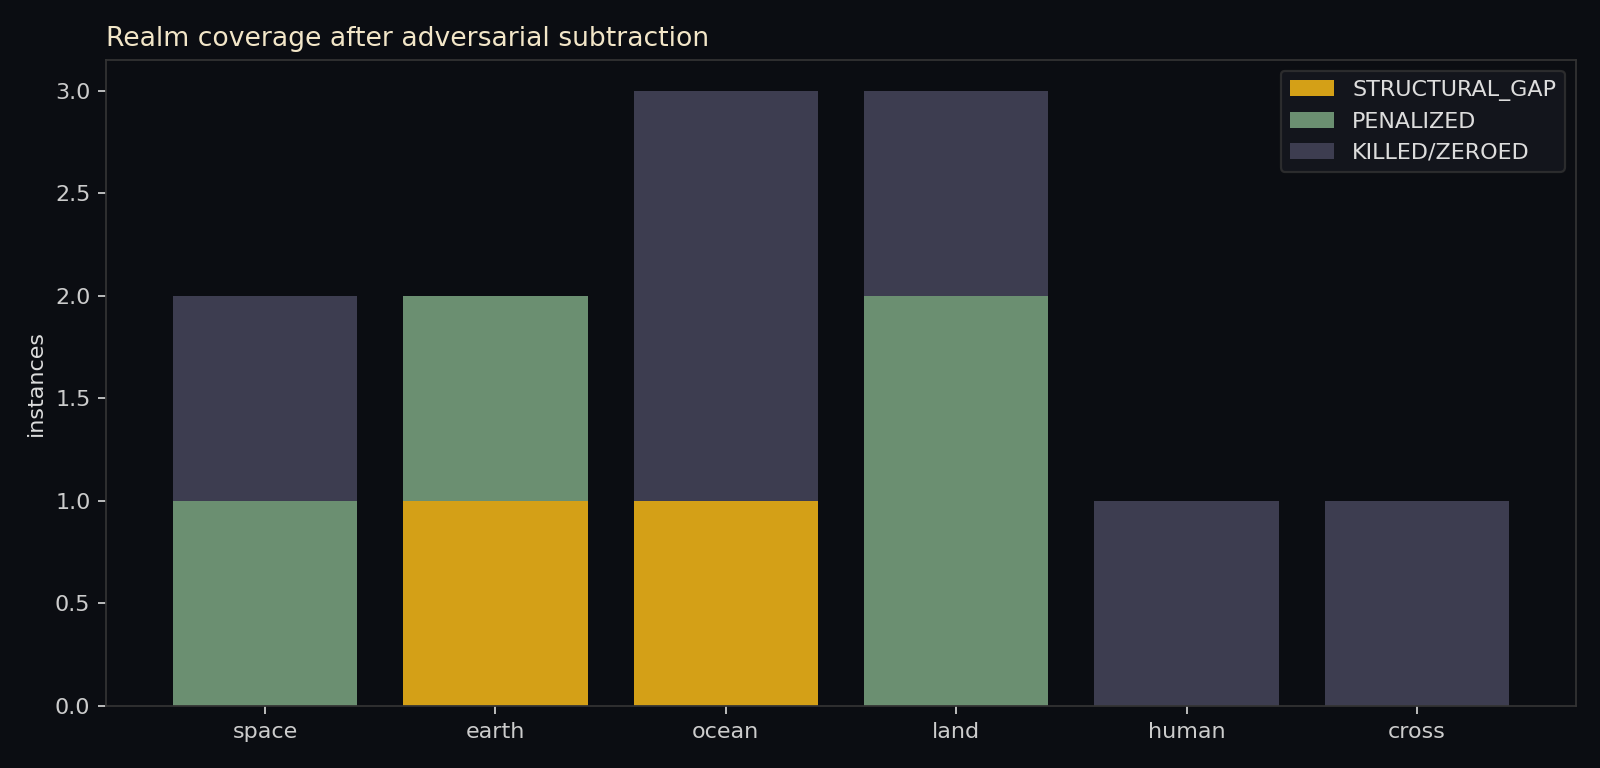 Realm coverage after adversarial subtraction
STRUCTURAL_GAP
PENALIZED
KILLED/ZEROED
instances
3.0
2.5
2.0
1.5
1.0
0.5
0.0
space
earth
ocean
land
human
cross